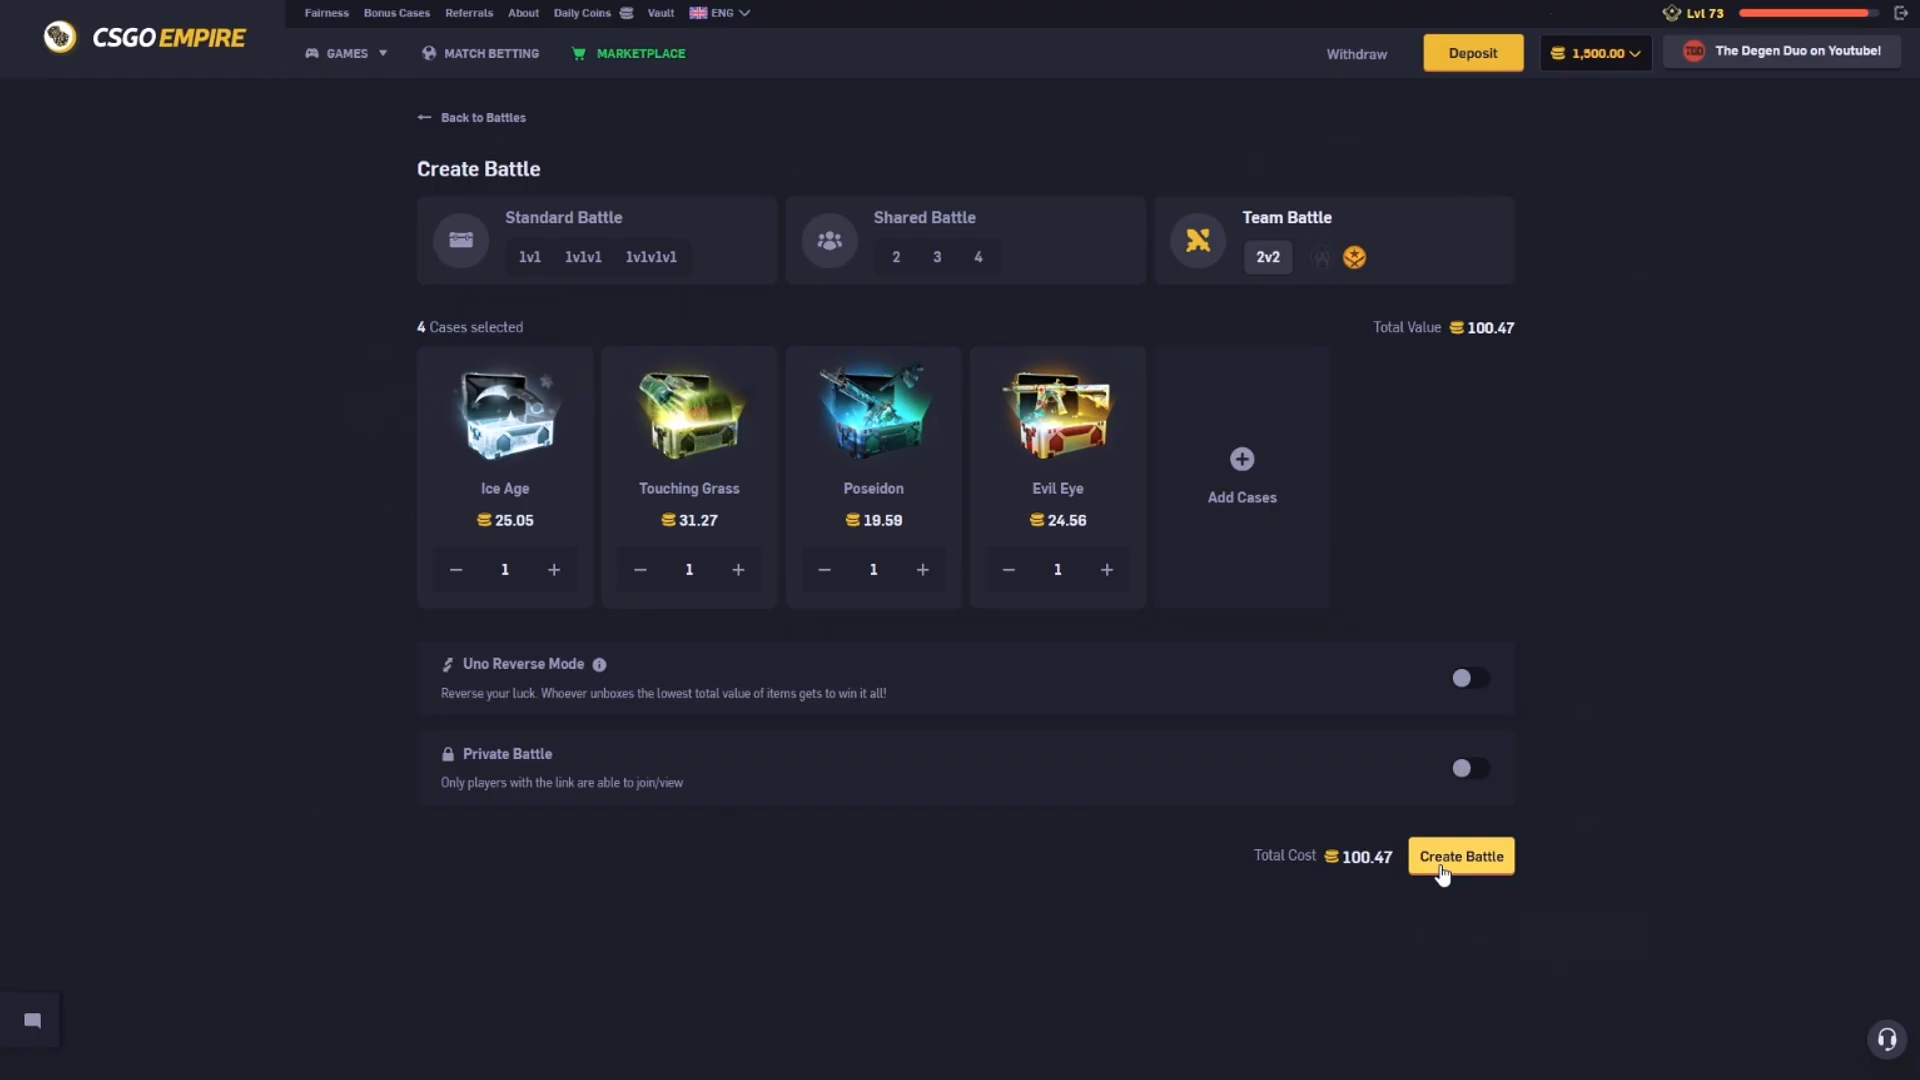 Fairness Bonus Cases Referrals About Daily Coins Vault ENG
Lvl 73
CSGOEMPIRE
GAMES MATCH BETTING MARKETPLACE
Withdraw Deposit 1,500.00 The Degen Duo on Youtube!
Back to Battles
Create Battle
Standard Battle
1v1 1v1v1 1v1v1v1
Shared Battle
2 3 4
Team Battle
2v2
4 Cases selected
Total Value 100.47
Ice Age
25.05
1
Touching Grass
31.27
1
Poseidon
19.59
1
Evil Eye
24.56
1
Add Cases
Uno Reverse Mode
Reverse your luck. Whoever unboxes the lowest total value of items gets to win it all!
Private Battle
Only players with the link are able to join/view
Total Cost 100.47 Create Battle